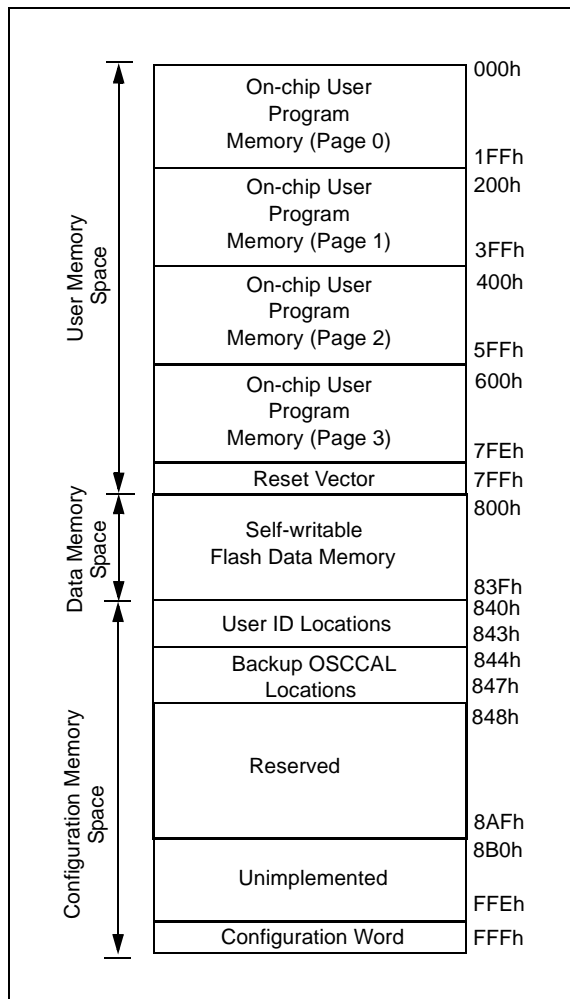 000h
On-chip User
Program
Memory (Page 0)
1FFh
200h
On-chip User
Program
Memory (Page 1)
3FFh
400h
On-chip User
Program
Memory (Page 2)
5FFh
600h
On-chip User
Program
Memory (Page 3)
7FEh
Reset Vector
7FFh
User Memory
Space
800h
Self-writable
Flash Data Memory
83Fh
Data Memory
Space
840h
User ID Locations
843h
Backup OSCCAL
Locations
844h
847h
848h
Reserved
8AFh
8B0h
Unimplemented
FFEh
Configuration Word
FFFh
Configuration Memory
Space